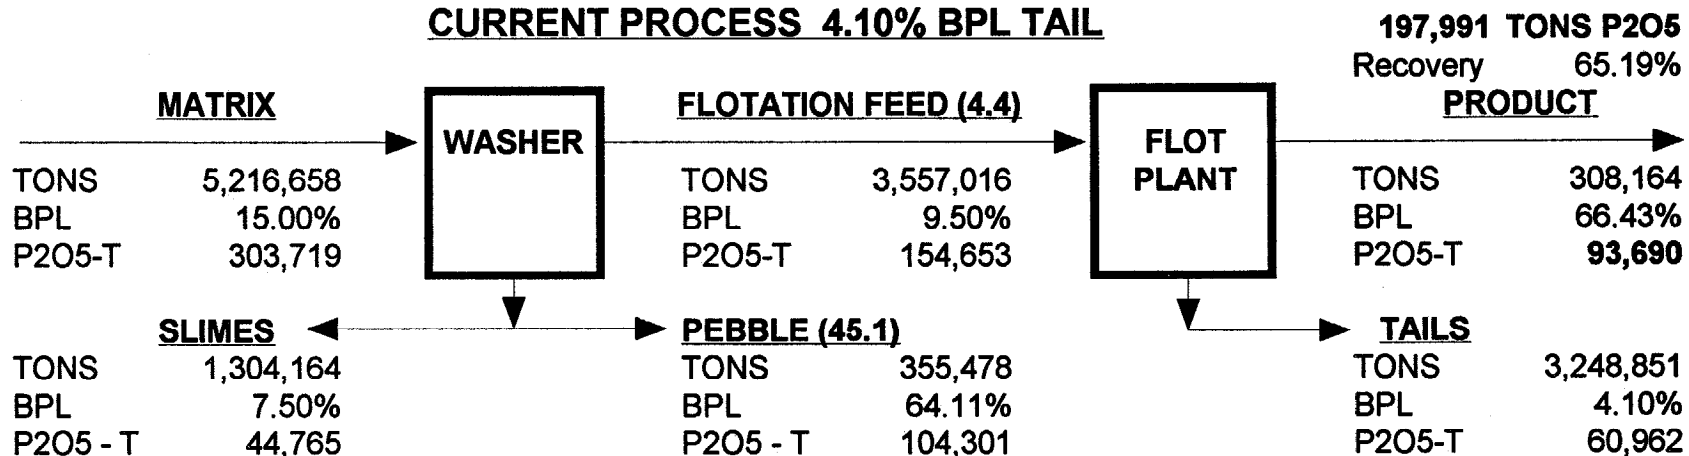 CURRENT PROCESS 4.10% BPL TAIL
197,991 TONS P2O5
Recovery 65.19%
MATRIX
FLOTATION FEED (4.4)
PRODUCT
WASHER
FLOT
PLANT
TONS 5,216,658
BPL 15.00%
P2O5-T 303,719
TONS 3,557,016
BPL 9.50%
P2O5-T 154,653
TONS 308,164
BPL 66.43%
P2O5-T 93,690
SLIMES
TONS 1,304,164
BPL 7.50%
P2O5 - T 44,765
PEBBLE (45.1)
TONS 355,478
BPL 64.11%
P2O5 - T 104,301
TAILS
TONS 3,248,851
BPL 4.10%
P2O5-T 60,962